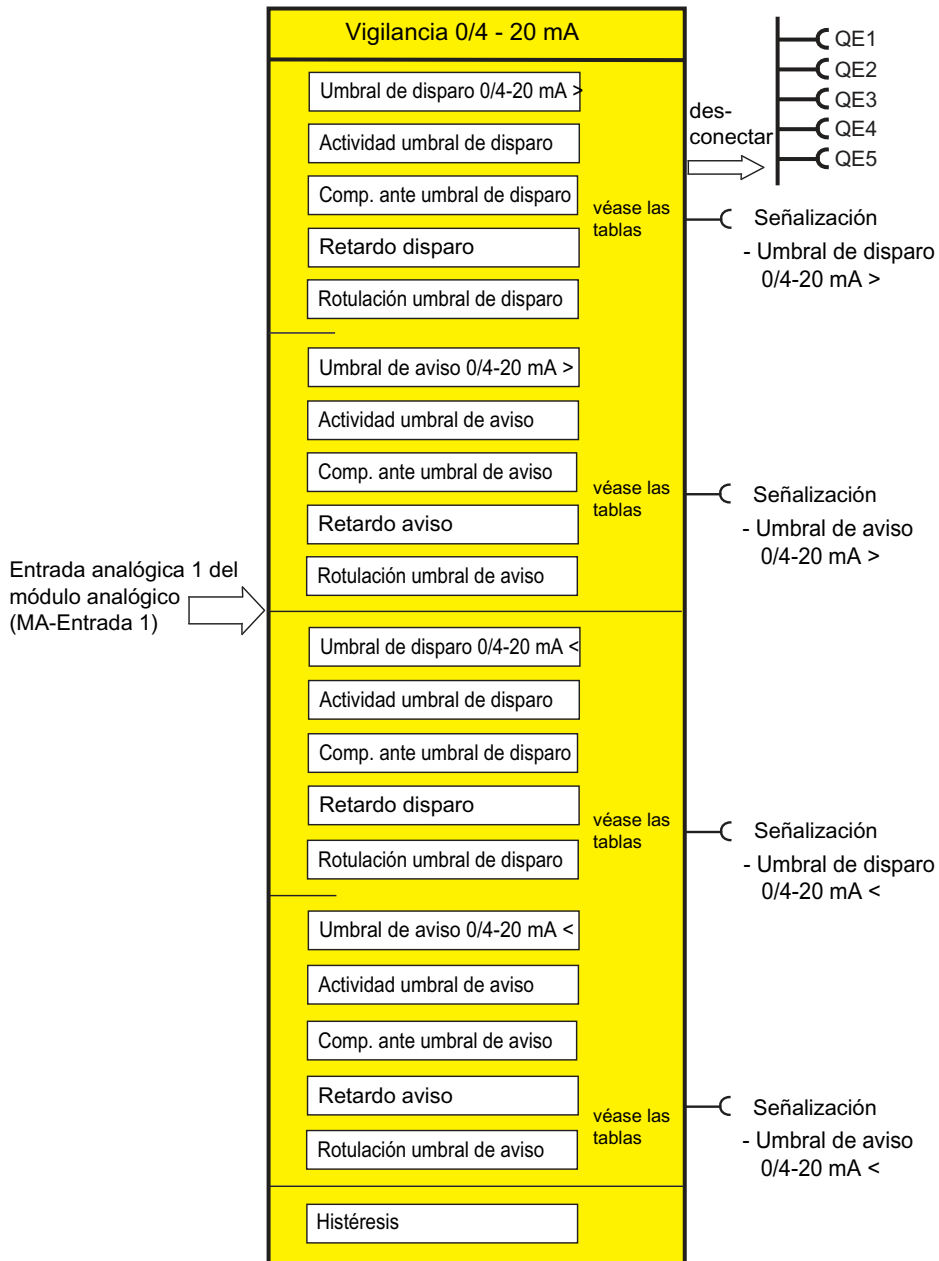 Vigilancia 0/4 - 20 mA
Umbral de disparo 0/4-20 mA >
Actividad umbral de disparo
Comp. ante umbral de disparo
Retardo disparo
Rotulación umbral de disparo
véase las
tablas
des-
conectar
QE1
QE2
QE3
QE4
QE5
Señalización
- Umbral de disparo
0/4-20 mA >
Umbral de aviso 0/4-20 mA >
Actividad umbral de aviso
Comp. ante umbral de aviso
Retardo aviso
Rotulación umbral de aviso
véase las
tablas
Señalización
- Umbral de aviso
0/4-20 mA >
Entrada analógica 1 del
módulo analógico
(MA-Entrada 1)
Umbral de disparo 0/4-20 mA <
Actividad umbral de disparo
Comp. ante umbral de disparo
Retardo disparo
Rotulación umbral de disparo
véase las
tablas
Señalización
- Umbral de disparo
0/4-20 mA <
Umbral de aviso 0/4-20 mA <
Actividad umbral de aviso
Comp. ante umbral de aviso
Retardo aviso
Rotulación umbral de aviso
véase las
tablas
Señalización
- Umbral de aviso
0/4-20 mA <
Histéresis